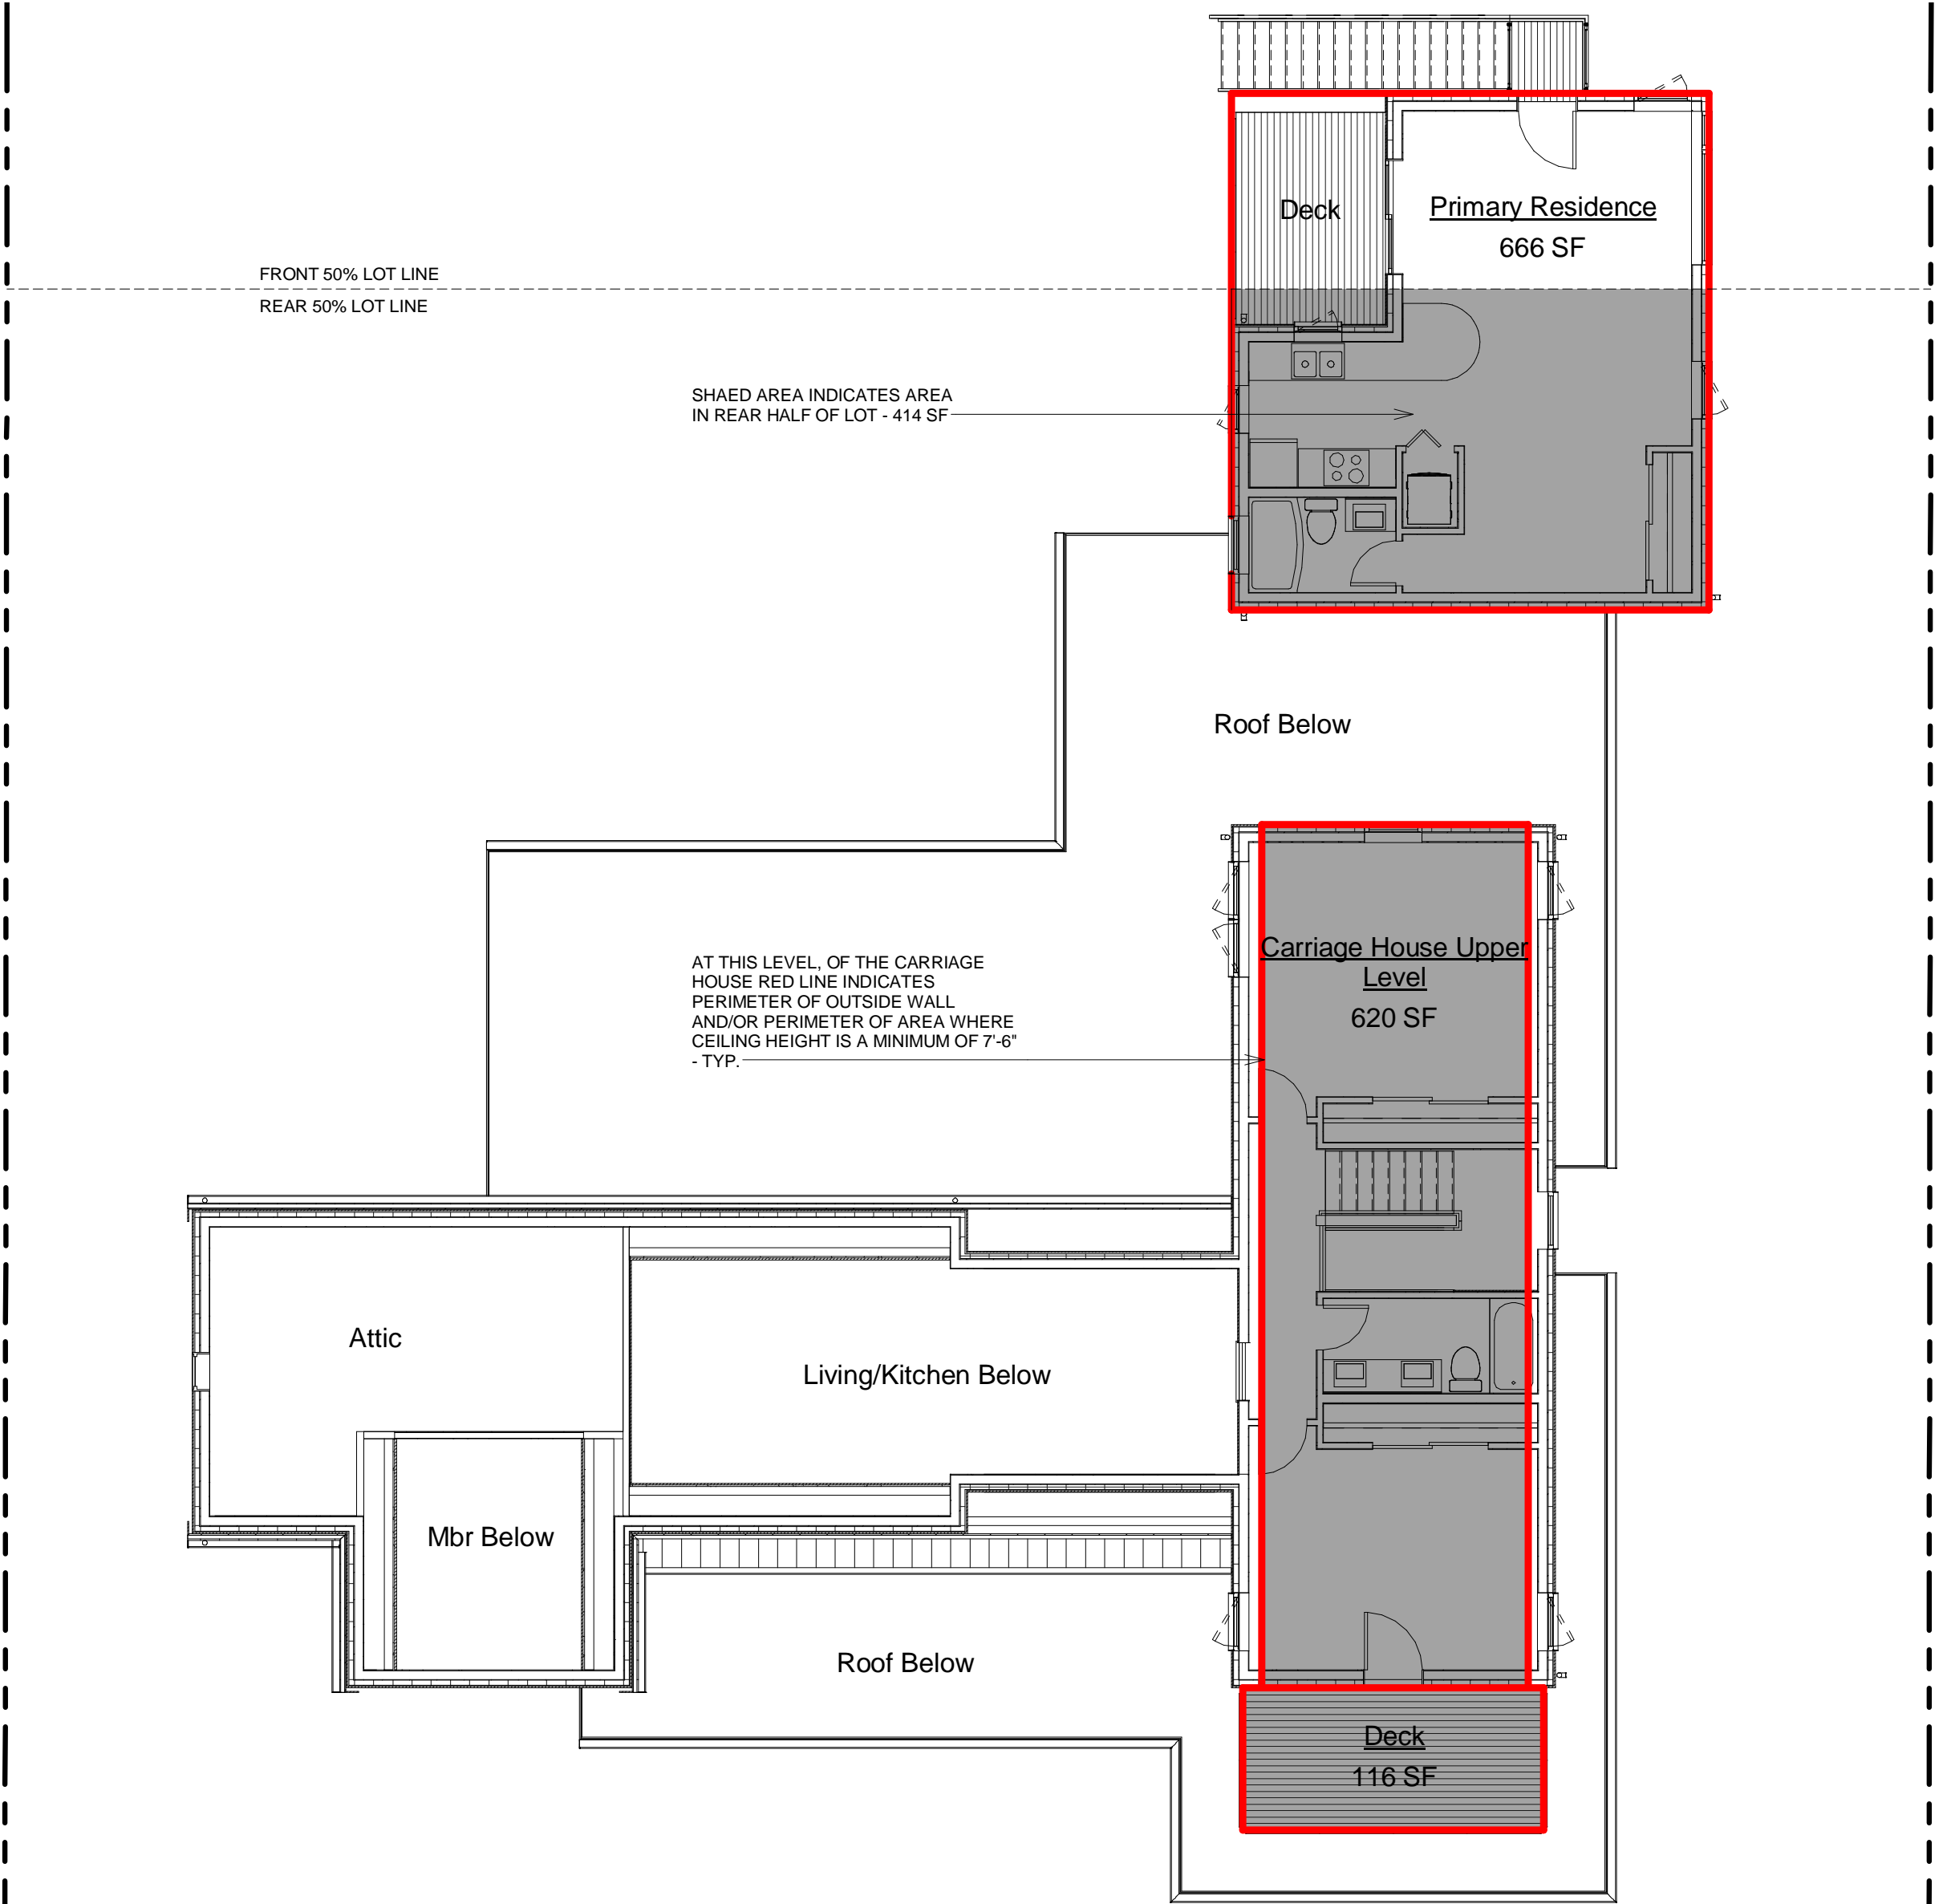 Deck
Primary Residence
666 SF
FRONT 50% LOT LINE
REAR 50% LOT LINE
SHAED AREA INDICATES AREA
IN REAR HALF OF LOT - 414 SF
Roof Below
AT THIS LEVEL, OF THE CARRIAGE
HOUSE RED LINE INDICATES
PERIMETER OF OUTSIDE WALL
AND/OR PERIMETER OF AREA WHERE
CEILING HEIGHT IS A MINIMUM OF 7'-6"
- TYP.
Carriage House Upper
Level
620 SF
Attic
Living/Kitchen Below
Mbr Below
Roof Below
Deck
116 SF